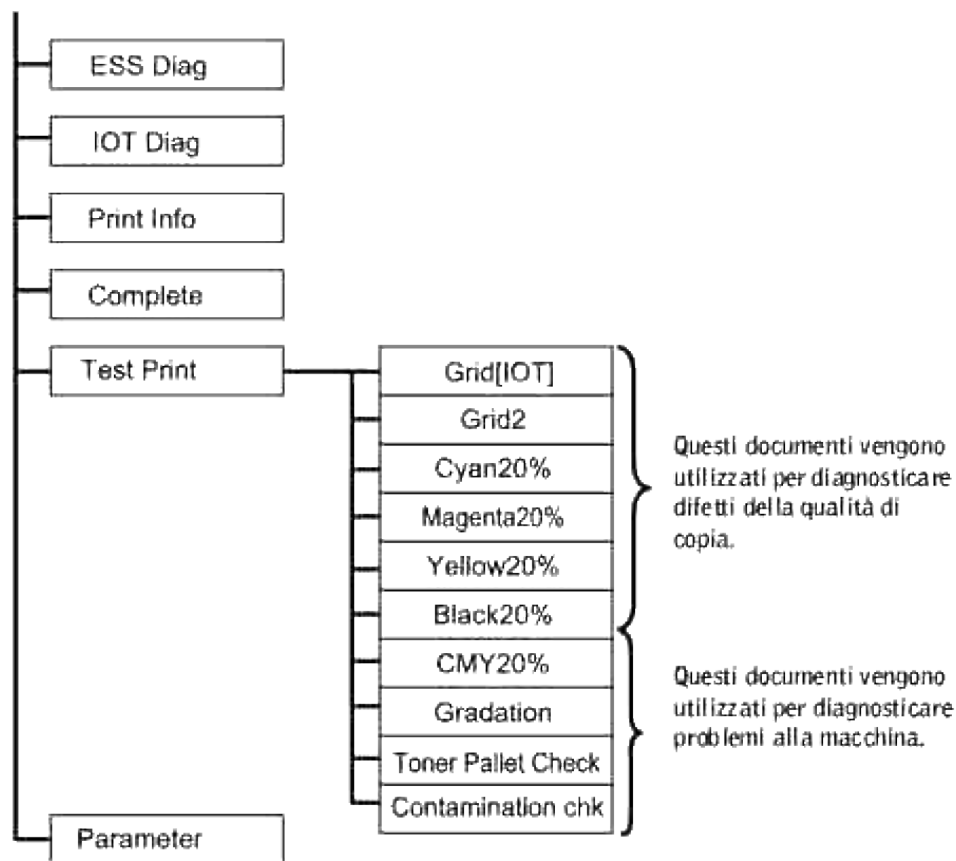 ESS Diag
IOT Diag
Print Info
Complete
Test Print
Grid[IOT]
Grid2
Cyan20%
Magenta20%
Yellow20%
Black20%
CMY20%
Gradation
Toner Pallet Check
Contamination chk
Questi documenti vengono
utilizzati per diagnosticare
difetti della qualità di
copia.
Questi documenti vengono
utilizzati per diagnosticare
problemi alla macchina.
Parameter